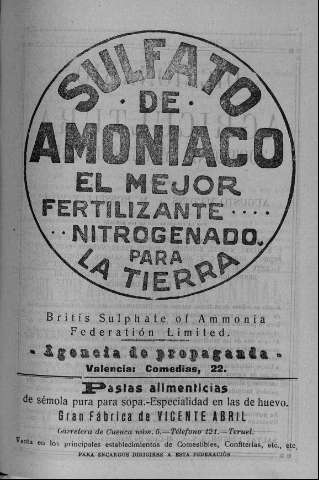 SULFATO
· DE ·
AMONIACO
EL MEJOR
FERTILIZANTE ····
·· NITROGENADO.
PARA
LA TIERRA
Britis Sulphate of Ammonia
Federatión Limited.
- Agencia de propaganda -
Valencia: Comedias, 22.
Pastas alimenticias
de sémola pura para sopa.-Especialidad en las de huevo.
Gran Fábrica de VICENTE ABRIL
Carretera de Cuenca núm. 5.—Teléfono 121.—Teruel.
Venta en los principales establecimientos de Comestibles, Confiterías, etc., etc.
PARA ENCARGOS DIRIGIRSE A ESTA FEDERACIÓN